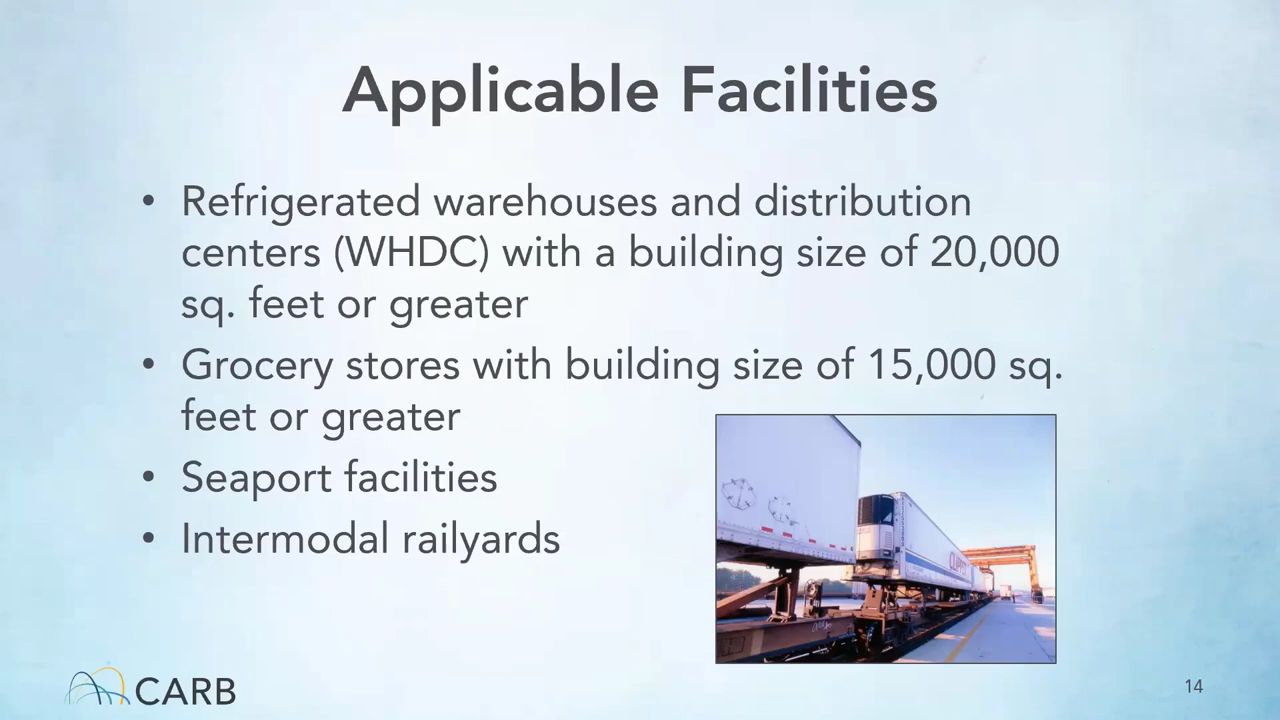 Applicable Facilities
• Refrigerated warehouses and distribution
centers (WHDC) with a building size of 20,000
sq. feet or greater
• Grocery stores with building size of 15,000 sq.
feet or greater
• Seaport facilities
• Intermodal railyards
CARB
14